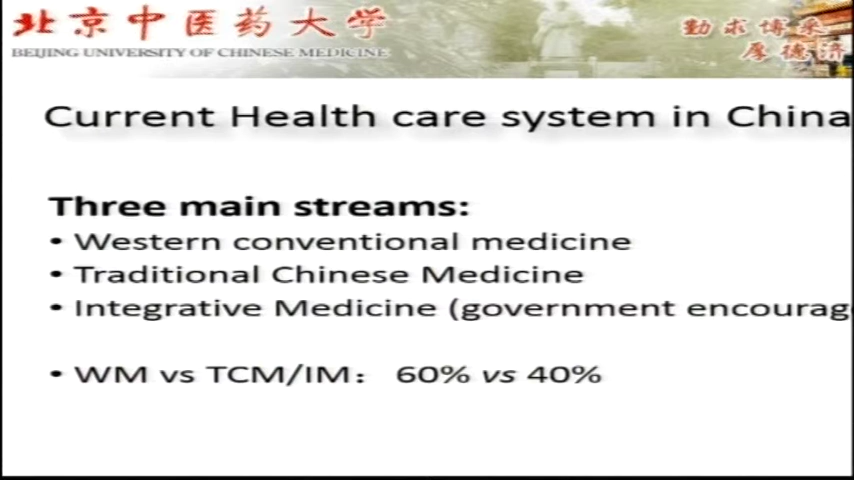 北京中医药大学
BEIJING UNIVERSITY OF CHINESE MEDICINE
勤求博采
厚德济
Current Health care system in China
Three main streams:
• Western conventional medicine
• Traditional Chinese Medicine
• Integrative Medicine (government encourag
• WM vs TCM/IM： 60% vs 40%